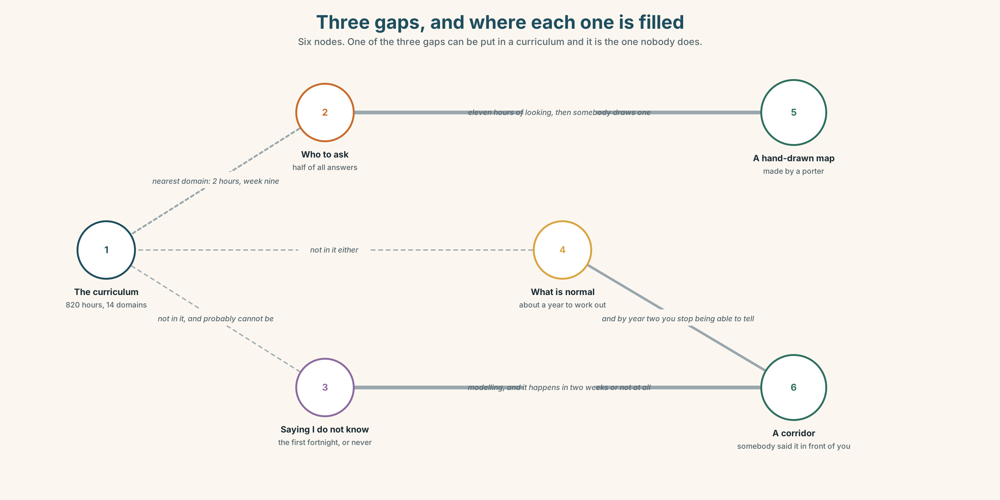 Three gaps, and where each one is filled
Six nodes. One of the three gaps can be put in a curriculum and it is the one nobody does.
2
eleven hours of looking, then somebody draws one
5
Who to ask
half of all answers
A hand-drawn map
made by a porter
nearest domain: 2 hours, week nine
1
not in it either
4
The curriculum
820 hours, 14 domains
What is normal
about a year to work out
not in it, and probably cannot be
and by year two you stop being able to tell
3
modelling, and it happens in two weeks or not at all
6
Saying I do not know
the first fortnight, or never
A corridor
somebody said it in front of you